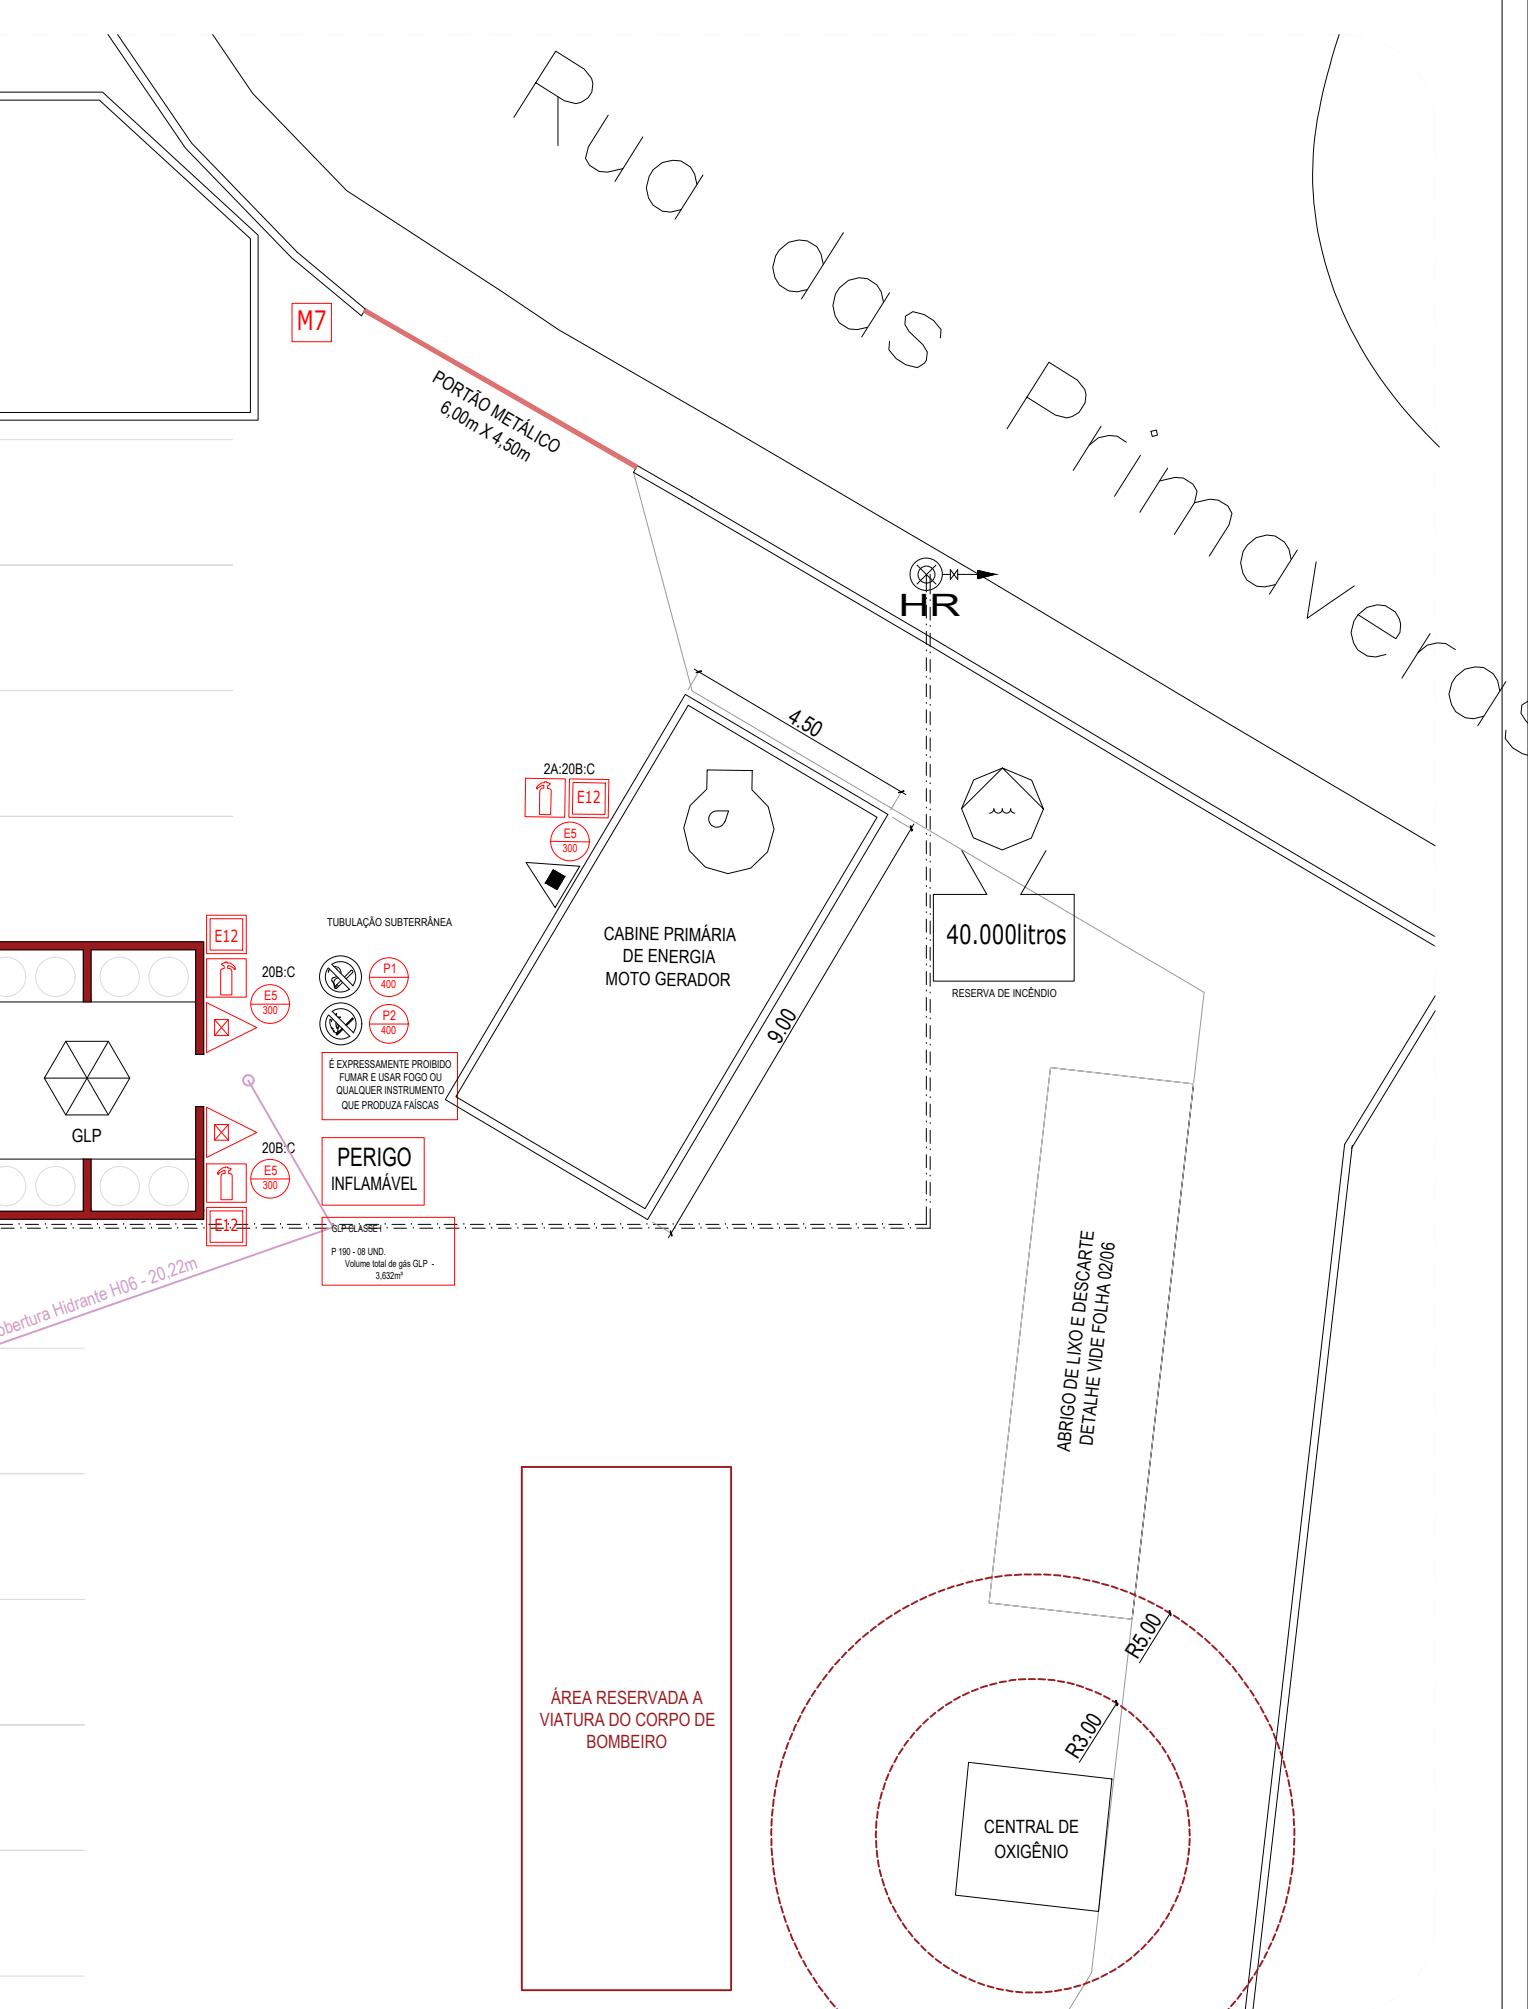 Rua das Primaveras
M7
PORTÃO METÁLICO
6,00m X 4,50m
HR
4.50
2A:20B:C
E12
E5
300
CABINE PRIMÁRIA
DE ENERGIA
MOTO GERADOR
9.00
40.000litros
RESERVA DE INCÊNDIO
TUBULAÇÃO SUBTERRÂNEA
E12
20B:C
E5
300
P1
400
P2
400
É EXPRESSAMENTE PROIBIDO
FUMAR E USAR FOGO OU
QUALQUER INSTRUMENTO
QUE PRODUZA FAÍSCAS
GLP
20B:C
E5
300
E12
PERIGO
INFLAMÁVEL
GLP CLASSE I
P 190 - 08 UND.
Volume total de gás GLP -
3,632m³
obertura Hidrante H06 - 20,22m
ABRIGO DE LIXO E DESCARTE
DETALHE VIDE FOLHA 02/06
ÁREA RESERVADA A
VIATURA DO CORPO DE
BOMBEIRO
R5.00
R3.00
CENTRAL DE
OXIGÊNIO